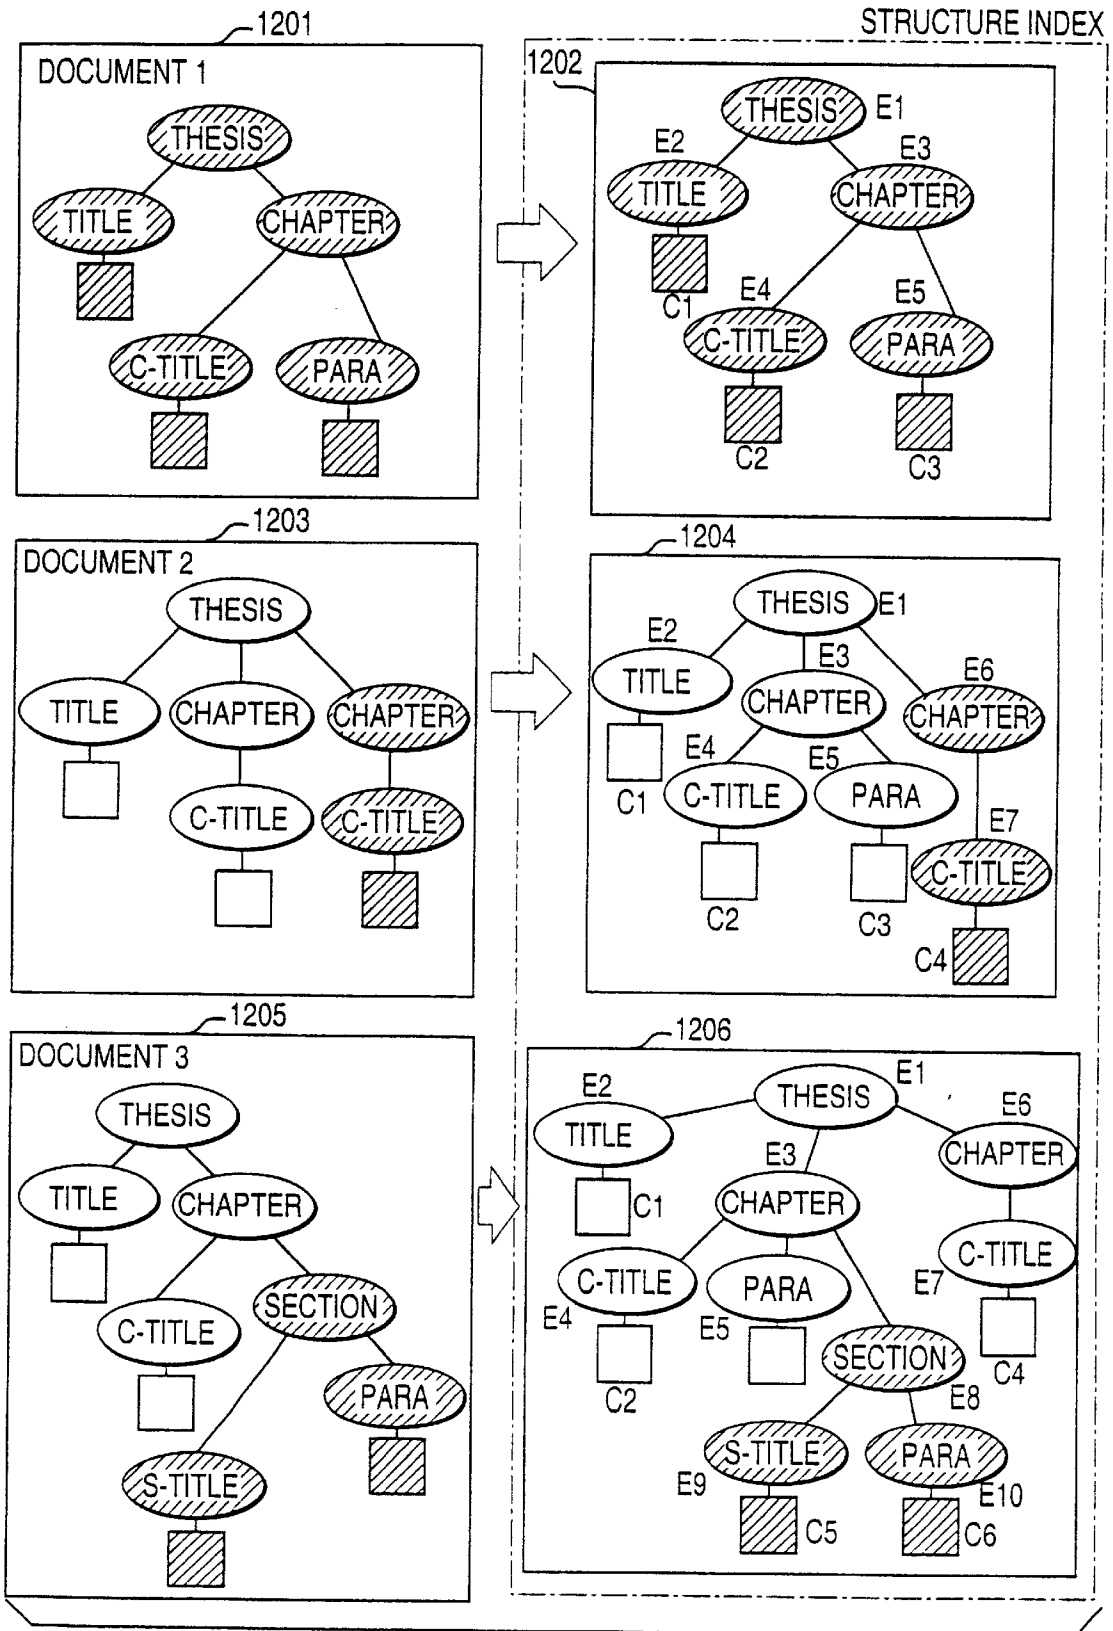 STRUCTURE INDEX
1201
DOCUMENT 1
THESIS
TITLE
CHAPTER
C-TITLE
PARA
1202
THESIS E1
E2
E3
TITLE
CHAPTER
C1
E4
E5
C-TITLE
PARA
C2
C3
1203
DOCUMENT 2
THESIS
TITLE
CHAPTER
CHAPTER
C-TITLE
C-TITLE
1204
THESIS E1
E2
E3
E6
TITLE
CHAPTER
CHAPTER
E4
E5
C1
C-TITLE
PARA
E7
C-TITLE
C2
C3
C4
1205
DOCUMENT 3
THESIS
TITLE
CHAPTER
SECTION
C-TITLE
PARA
S-TITLE
1206
E1
E2
THESIS
E6
TITLE
E3
CHAPTER
C1
CHAPTER
C-TITLE
C-TITLE
PARA
E7
E4
E5
SECTION
C4
C2
E8
S-TITLE
PARA
E9
E10
C5
C6